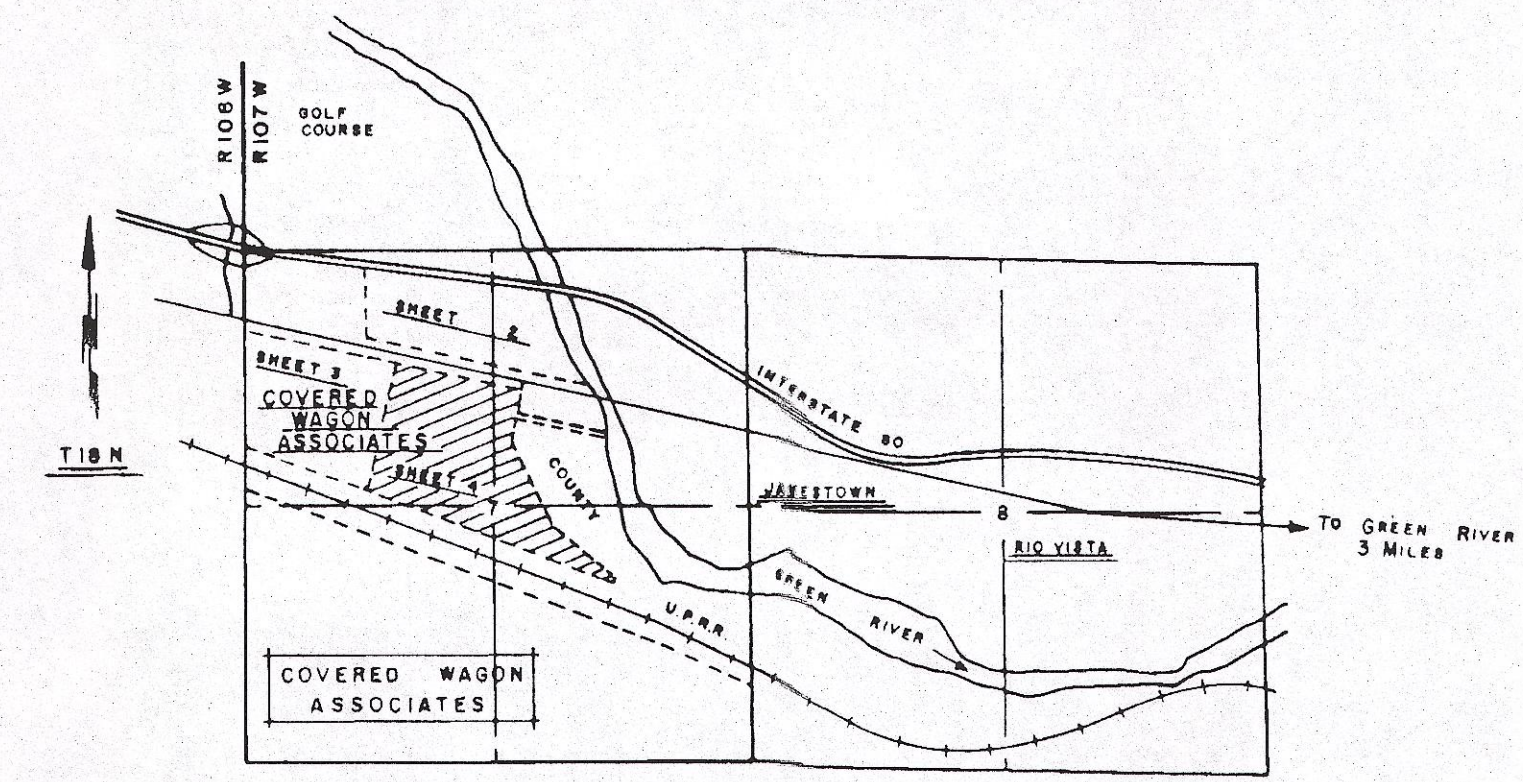 R108W
R107W
GOLF
COURSE
SHEET 2
SHEET 3
COVERED
WAGON
ASSOCIATES
SHEET 4
T18N
INTERSTATE 80
COUNTY
JAMESTOWN
8
RIO VISTA
TO GREEN RIVER
3 MILES
GREEN RIVER
U.P.R.R.
COVERED WAGON
ASSOCIATES